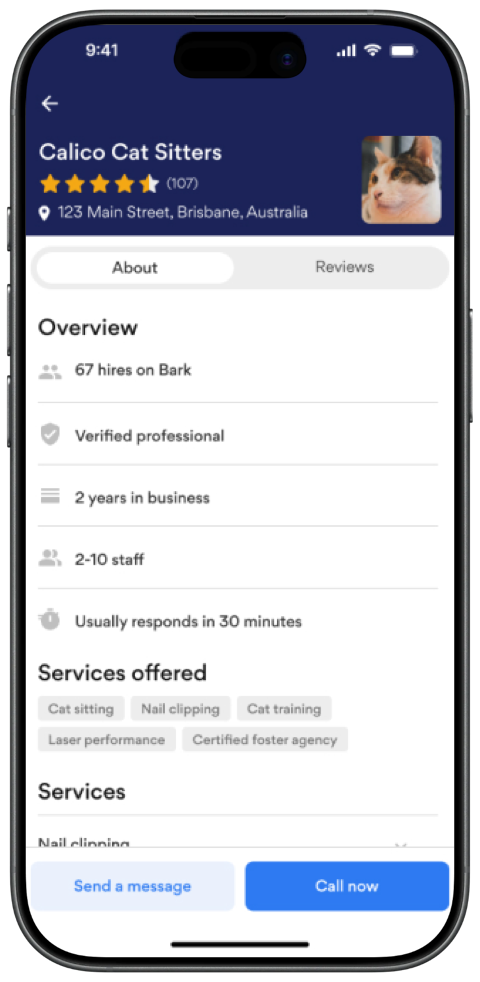 9:41
Calico Cat Sitters
(107)
123 Main Street, Brisbane, Australia
About Reviews
Overview
67 hires on Bark
Verified professional
2 years in business
2-10 staff
Usually responds in 30 minutes
Services offered
Cat sitting Nail clipping Cat training
Laser performance Certified foster agency
Services
Nail clipping
Send a message Call now